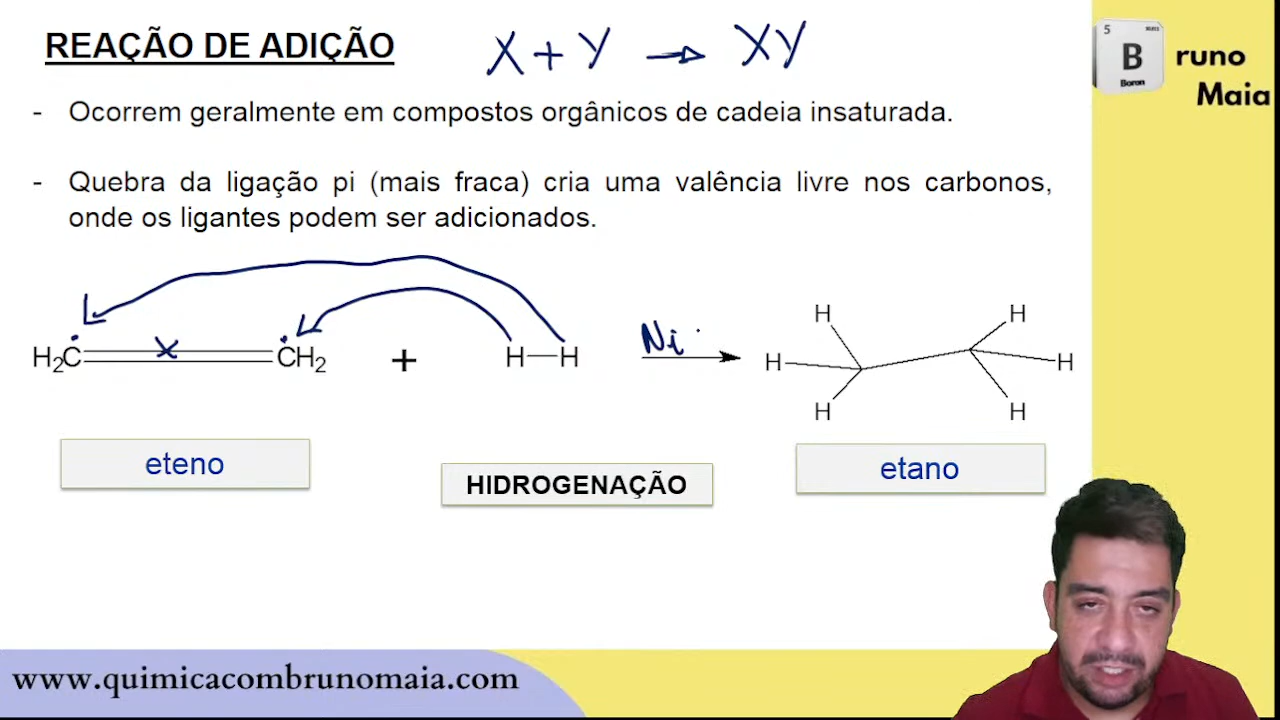 REAÇÃO DE ADIÇÃO
X + Y → XY
5
B
Boron
runo
Maia
- Ocorrem geralmente em compostos orgânicos de cadeia insaturada.
- Quebra da ligação pi (mais fraca) cria uma valência livre nos carbonos,
onde os ligantes podem ser adicionados.
H₂C CH₂ + H—H Ni
H H
H H
H H
eteno
HIDROGENAÇÃO
etano
www.quimicacombrunomaia.com